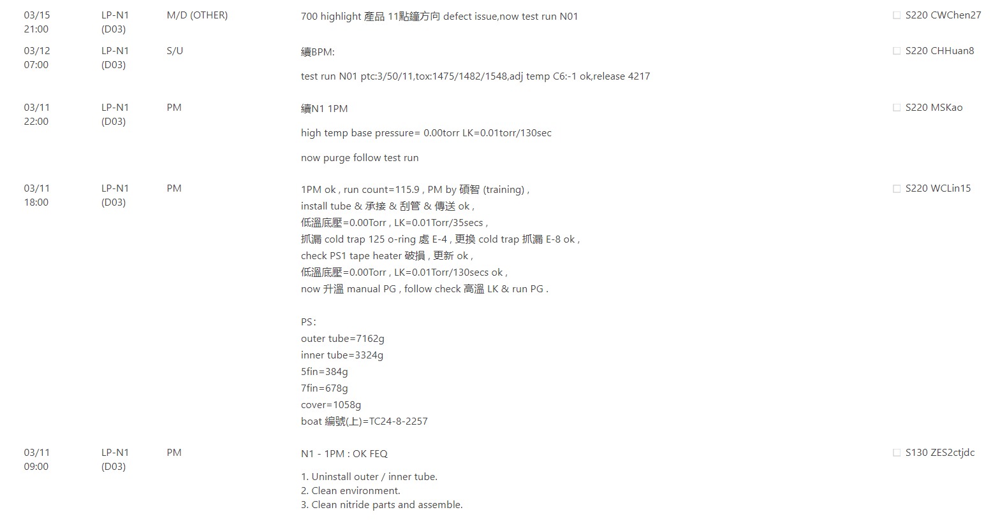 03/15 21:00 LP-N1 (D03) M/D (OTHER) 700 highlight 產品 11點鐘方向 defect issue,now test run N01 S220 CWChen27
03/12 07:00 LP-N1 (D03) S/U 續BPM: S220 CHHuan8
test run N01 ptc:3/50/11,tox:1475/1482/1548,adj temp C6:-1 ok,release 4217
03/11 22:00 LP-N1 (D03) PM 續N1 1PM S220 MSKao
high temp base pressure= 0.00torr LK=0.01torr/130sec
now purge follow test run
03/11 18:00 LP-N1 (D03) PM 1PM ok , run count=115.9 , PM by 碩智 (training) , S220 WCLin15
install tube & 承接 & 刮管 & 傳送 ok ,
低溫底壓=0.00Torr , LK=0.01Torr/35secs ,
抓漏 cold trap 125 o-ring 處 E-4 , 更換 cold trap 抓漏 E-8 ok ,
check PS1 tape heater 破損 , 更新 ok ,
低溫底壓=0.00Torr , LK=0.01Torr/130secs ok ,
now 升溫 manual PG , follow check 高溫 LK & run PG .
PS:
outer tube=7162g
inner tube=3324g
5fin=384g
7fin=678g
cover=1058g
boat 編號(上)=TC24-8-2257
03/11 09:00 LP-N1 (D03) PM N1 - 1PM : OK FEQ S130 ZES2ctjdc
1. Uninstall outer / inner tube.
2. Clean environment.
3. Clean nitride parts and assemble.